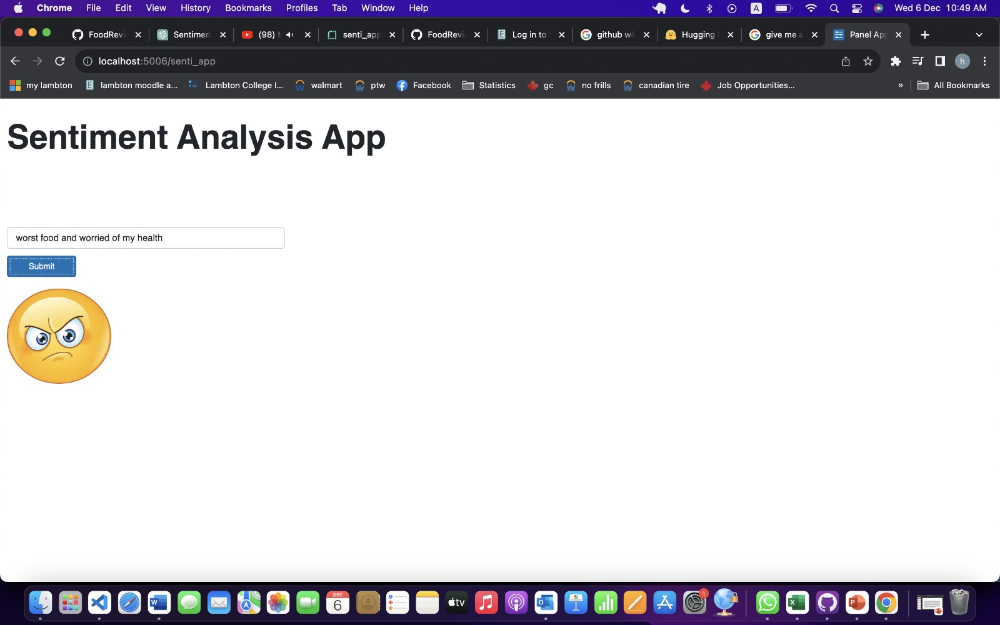 Chrome File Edit View History Bookmarks Profiles Tab Window Help A Wed 6 Dec 10:49 AM
FoodRevi Sentimen (98) senti_app FoodRevi Log in to github wi Hugging give me a Panel App
localhost:5006/senti_app h
my lambton lambton moodle a... Lambton College I... walmart ptw Facebook Statistics gc no frills canadian tire Job Opportunities... » All Bookmarks
Sentiment Analysis App
worst food and worried of my health
Submit
DEC
6
tv
1